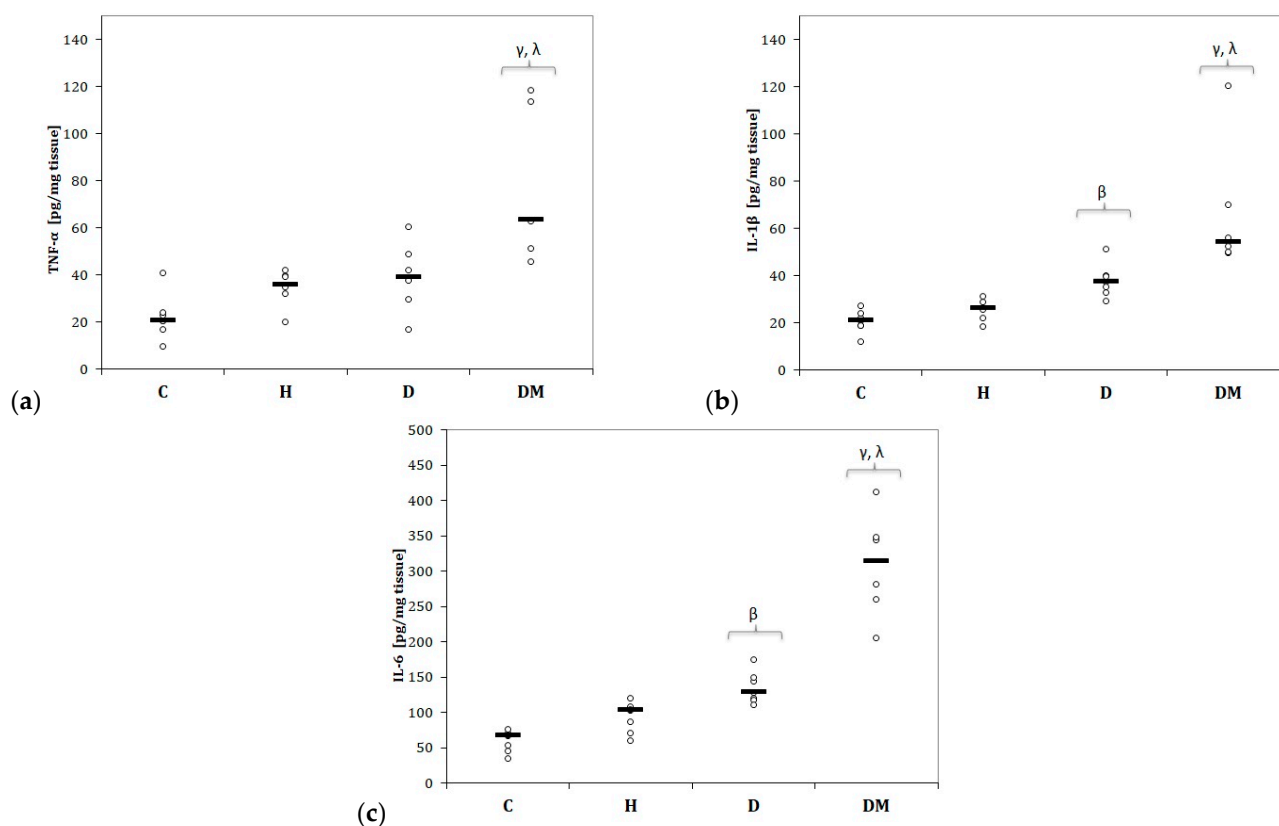 140
120
100
80
60
40
20
0
TNF-α [pg/mg tissue]
γ, λ
C H D DM
(a)
140
120
100
80
60
40
20
0
IL-1β [pg/mg tissue]
β
γ, λ
C H D DM
(b)
500
450
400
350
300
250
200
150
100
50
0
IL-6 [pg/mg tissue]
β
γ, λ
C H D DM
(c)